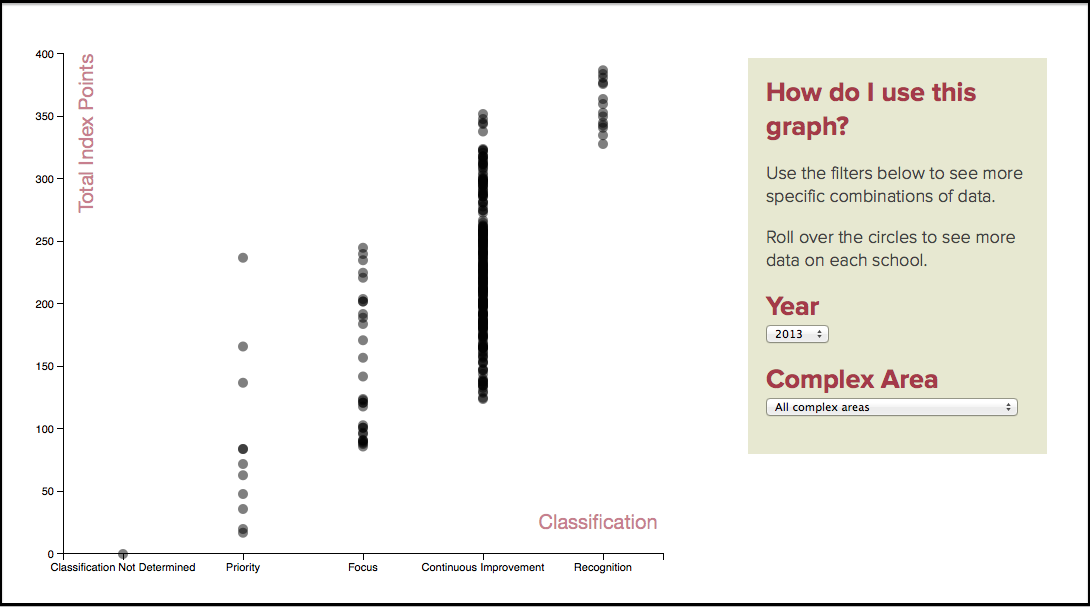 Total Index Points
400
350
300
250
200
150
100
50
0
Classification
Classification Not Determined
Priority
Focus
Continuous Improvement
Recognition
How do I use this
graph?
Use the filters below to see more
specific combinations of data.
Roll over the circles to see more
data on each school.
Year
2013
Complex Area
All complex areas